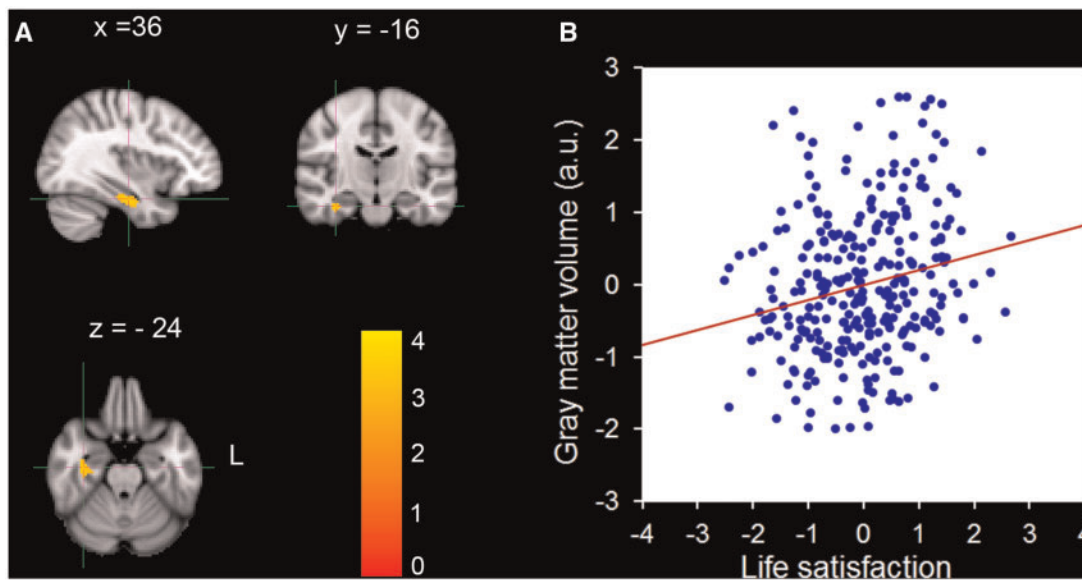 A
x =36
y = -16
z = - 24
L
4
3
2
1
0
B
3
2
1
0
-1
-2
-3
Gray matter volume (a.u.)
-4 -3 -2 -1 0 1 2 3 4
Life satisfaction